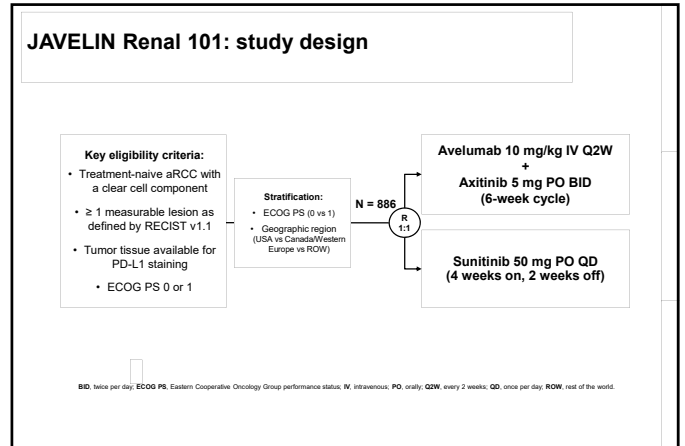 JAVELIN Renal 101: study design
Key eligibility criteria:
• Treatment-naive aRCC with
a clear cell component
• ≥ 1 measurable lesion as
defined by RECIST v1.1
• Tumor tissue available for
PD-L1 staining
• ECOG PS 0 or 1
Stratification:
• ECOG PS (0 vs 1)
• Geographic region
(USA vs Canada/Western
Europe vs ROW)
N = 886
R
1:1
Avelumab 10 mg/kg IV Q2W
+
Axitinib 5 mg PO BID
(6-week cycle)
Sunitinib 50 mg PO QD
(4 weeks on, 2 weeks off)
BID, twice per day; ECOG PS, Eastern Cooperative Oncology Group performance status; IV, intravenous; PO, orally; Q2W, every 2 weeks; QD, once per day; ROW, rest of the world.